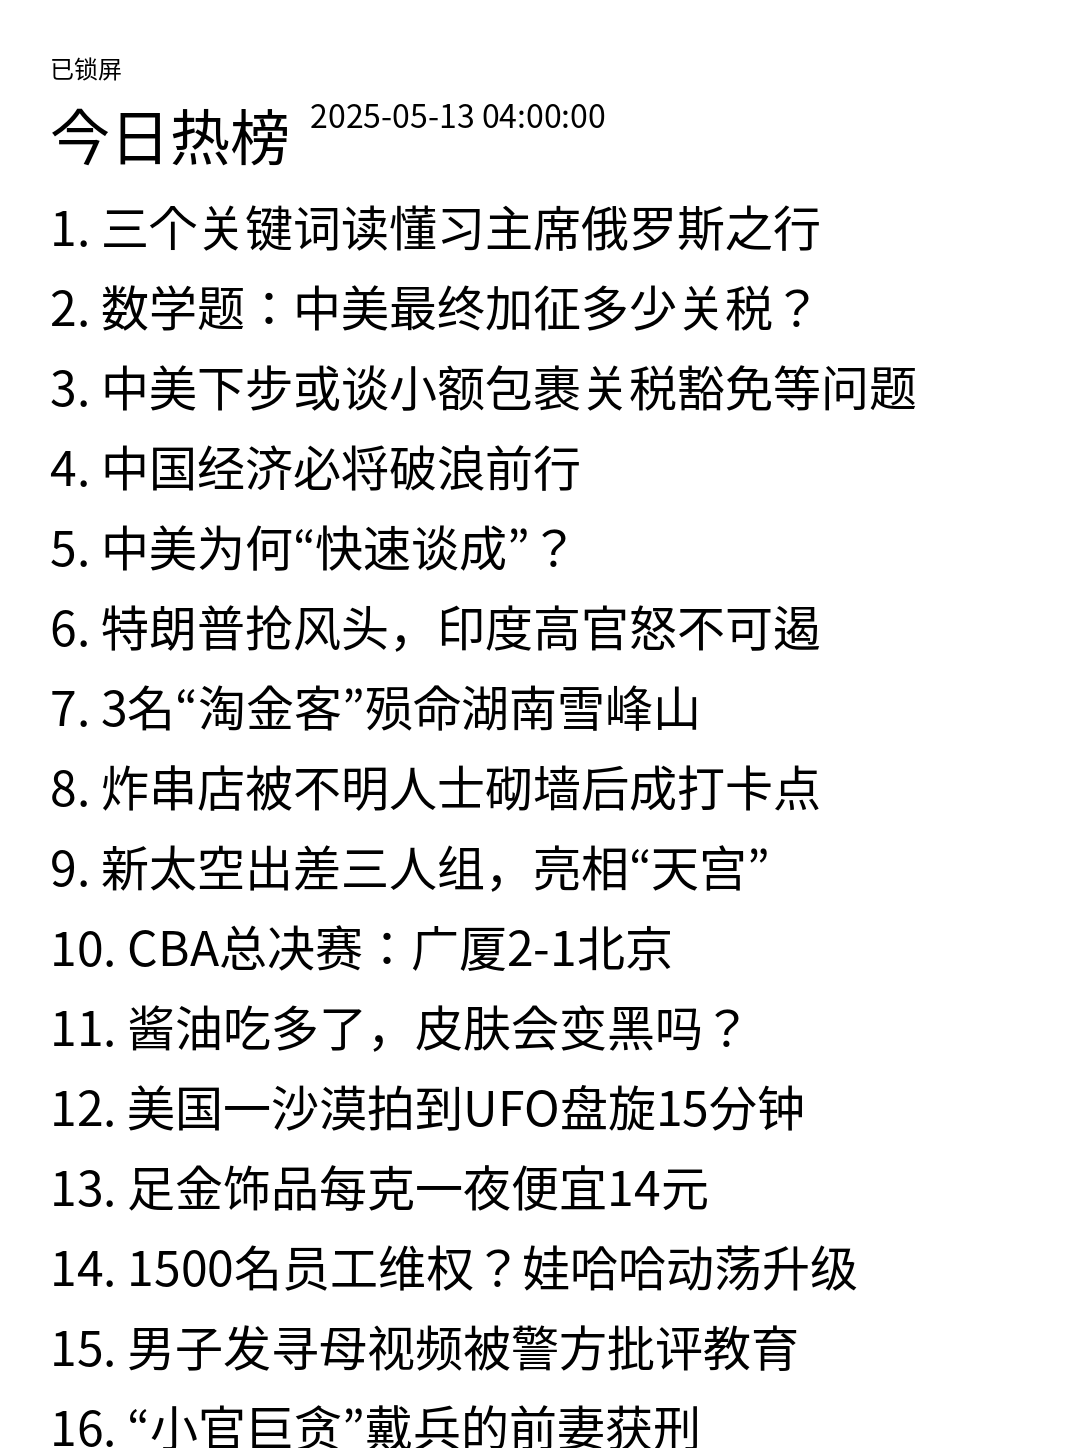 已锁屏
今日热榜 2025-05-13 04:00:00
1. 三个关键词读懂习主席俄罗斯之行
2. 数学题：中美最终加征多少关税？
3. 中美下步或谈小额包裹关税豁免等问题
4. 中国经济必将破浪前行
5. 中美为何“快速谈成”？
6. 特朗普抢风头，印度高官怒不可遏
7. 3名“淘金客”殒命湖南雪峰山
8. 炸串店被不明人士砌墙后成打卡点
9. 新太空出差三人组，亮相“天宫”
10. CBA总决赛：广厦2-1北京
11. 酱油吃多了，皮肤会变黑吗？
12. 美国一沙漠拍到UFO盘旋15分钟
13. 足金饰品每克一夜便宜14元
14. 1500名员工维权？娃哈哈动荡升级
15. 男子发寻母视频被警方批评教育
16. “小官巨贪”戴兵的前妻获刑